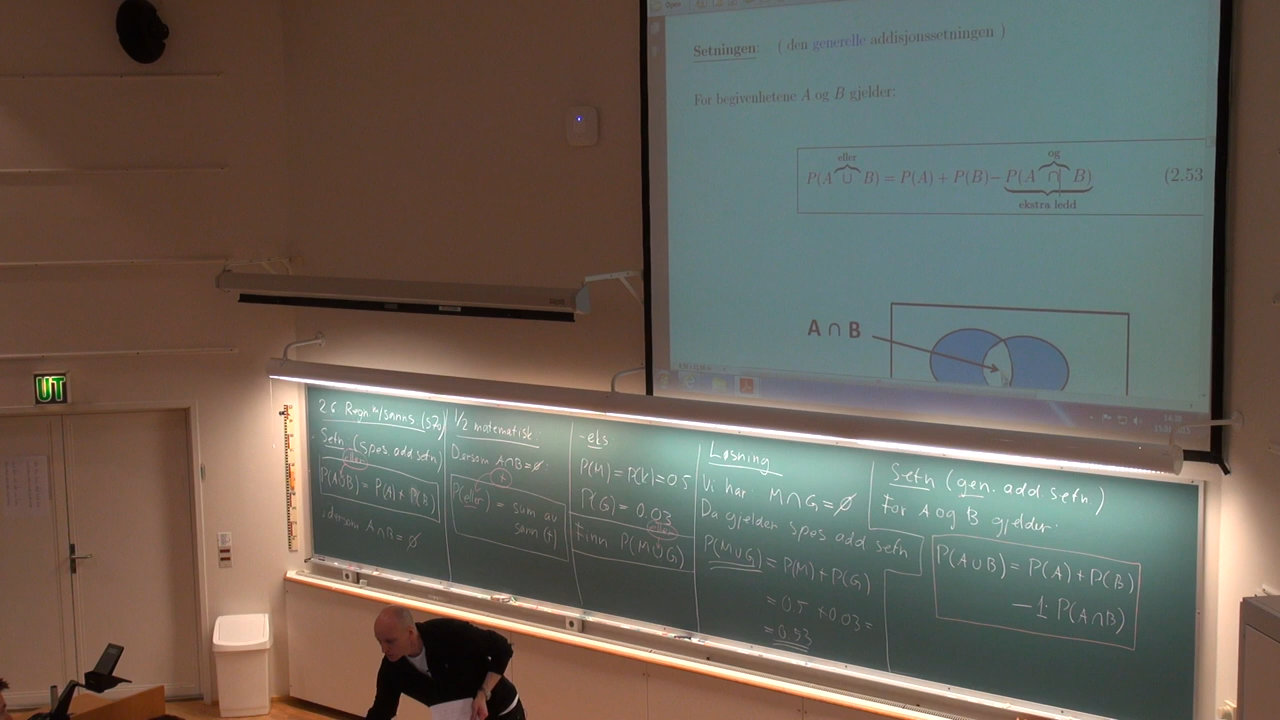 Open
Setningen: ( den generelle addisjonssetningen )
For begivenhetene A og B gjelder:
eller
og
P(A ∪ B) = P(A) + P(B) − P(A ∩ B) (2.53
ekstra ledd
A ∩ B
UT
2.6 Regn m/sanns
Setn (spes add setn)
eller
P(A∪B) = P(A) + P(B)
dersom A∩B = ∅
1/2 matematisk:
Dersom A∩B = ∅:
P(eller) = sum av
sann (+)
- eks:
P(M) = P(K) = 0.5
P(G) = 0.03
eller
Finn P(M∪G)
Løsning
Vi har: M∩G = ∅
Da gjelder spes add setn
P(M∪G) = P(M) + P(G)
= 0.5 + 0.03 =
= 0.53
Setn (gen. add. setn)
For A og B gjelder:
P(A∪B) = P(A) + P(B)
− 1· P(A∩B)